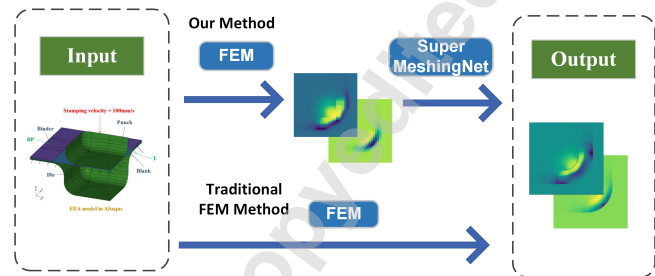 Our Method
Input
FEM
Super
MeshingNet
Output
Stamping velocity = 100mm/s
Binder
Punch
BP
T
Die
Blank
FEA model in Abaqus
Traditional
FEM Method
FEM
opyedited